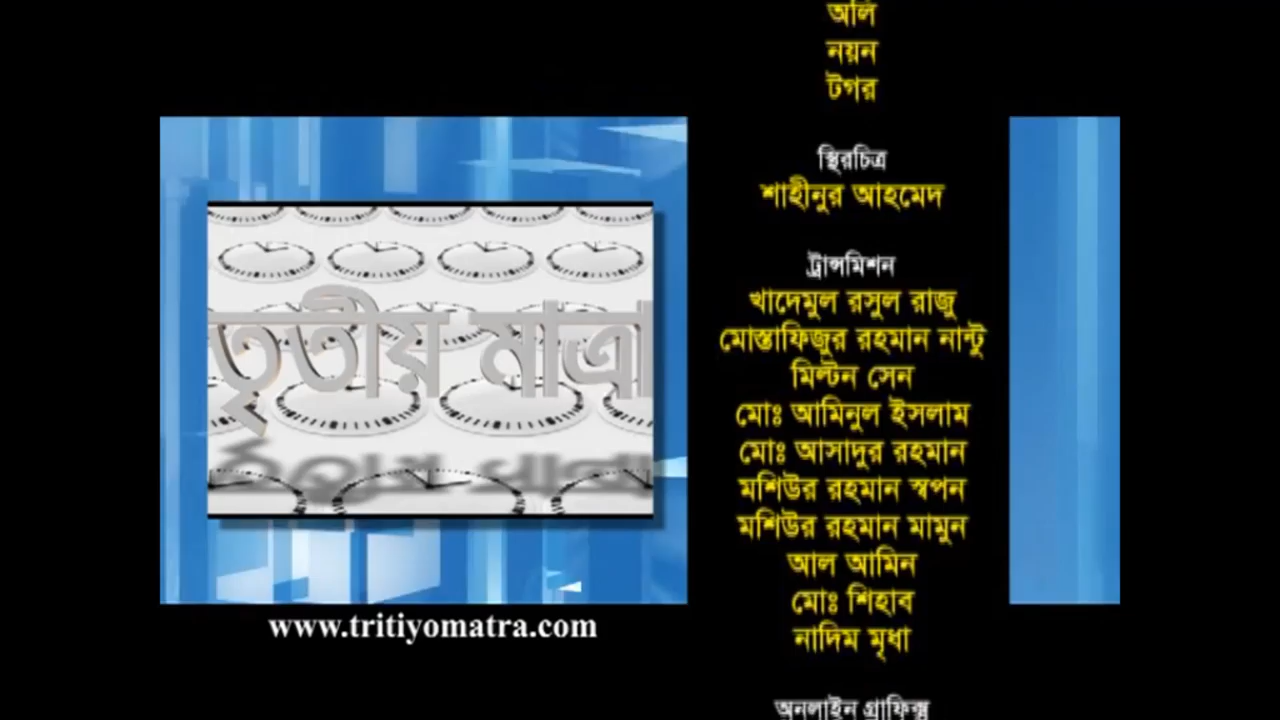 তৃতীয় মাত্রা
www.tritiyomatra.com
অলি
নয়ন
টগর
স্থিরচিত্র
শাহীনুর আহমেদ
ট্রান্সমিশন
খাদেমুল রসুল রাজু
মোস্তাফিজুর রহমান নান্টু
মিল্টন সেন
মোঃ আমিনুল ইসলাম
মোঃ আসাদুর রহমান
মশিউর রহমান স্বপন
মশিউর রহমান মামুন
আল আমিন
মোঃ শিহাব
নাদিম মৃধা
অনলাইন গ্রাফিক্স